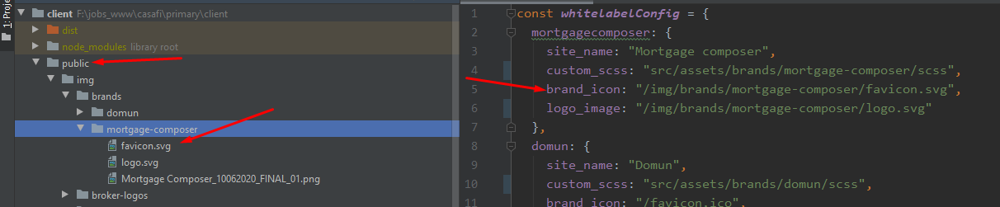 1: Proje
client F:\jobs_www\casafi\primary\client
dist
node_modules library root
public
img
brands
domun
mortgage-composer
favicon.svg
logo.svg
Mortgage Composer_10062020_FINAL_01.png
broker-logos
1 const whitelabelConfig = {
2 mortgagecomposer: {
3 site_name: "Mortgage composer",
4 custom_scss: "src/assets/brands/mortgage-composer/scss",
5 brand_icon: "/img/brands/mortgage-composer/favicon.svg",
6 logo_image: "/img/brands/mortgage-composer/logo.svg"
7 },
8 domun: {
9 site_name: "Domun",
10 custom_scss: "src/assets/brands/domun/scss",
11 brand_icon: "/favicon.ico",